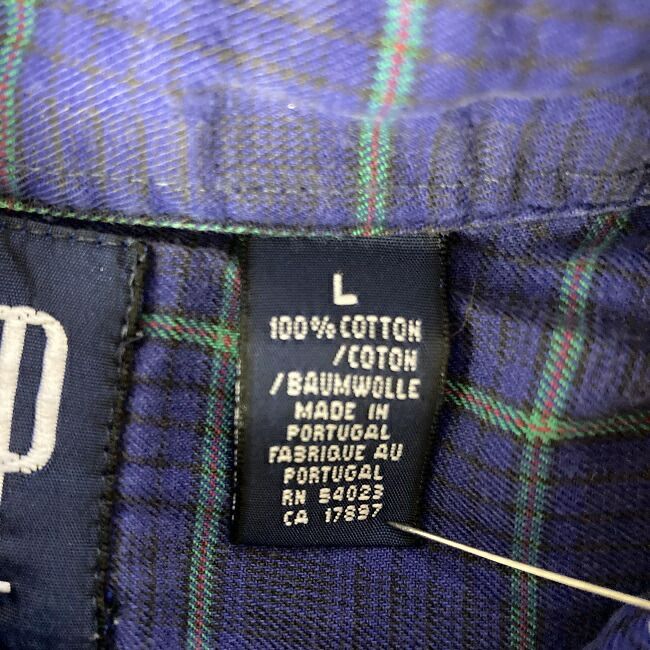 L
100% COTTON
/COTON
/BAUMWOLLE
MADE IN
PORTUGAL
FABRIQUE AU
PORTUGAL
RN 54023
CA 17897